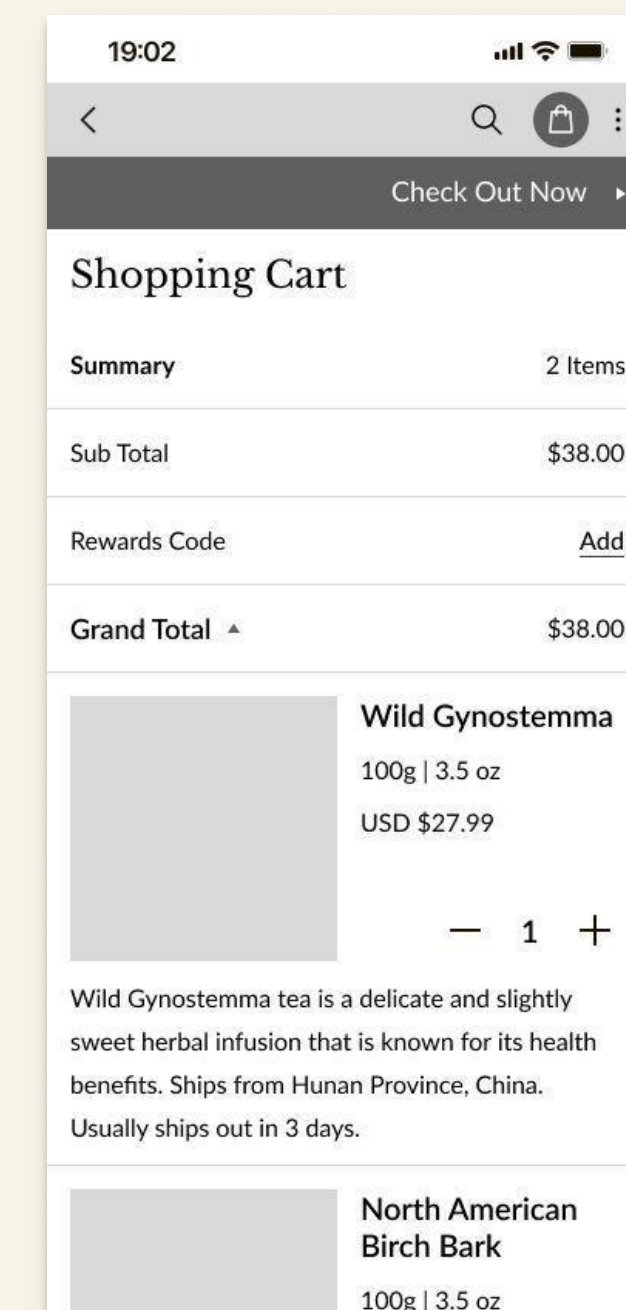 19:02
Check Out Now
Shopping Cart
Summary 2 Items
Sub Total $38.00
Rewards Code Add
Grand Total $38.00
Wild Gynostemma
100g | 3.5 oz
USD $27.99
1
Wild Gynostemma tea is a delicate and slightly
sweet herbal infusion that is known for its health
benefits. Ships from Hunan Province, China.
Usually ships out in 3 days.
North American
Birch Bark
100g | 3.5 oz